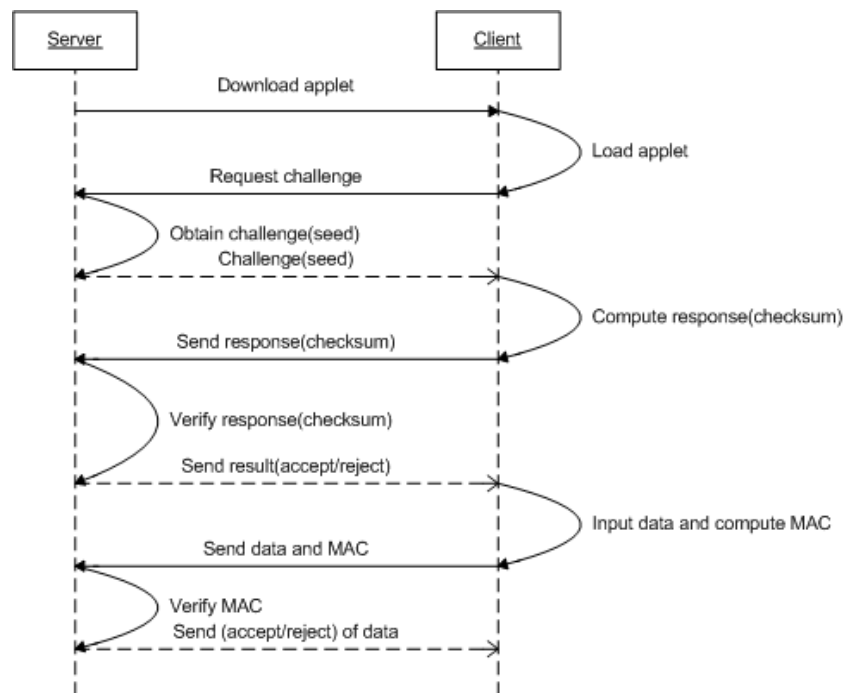 Server
Client
Download applet
Load applet
Request challenge
Obtain challenge(seed)
Challenge(seed)
Compute response(checksum)
Send response(checksum)
Verify response(checksum)
Send result(accept/reject)
Input data and compute MAC
Send data and MAC
Verify MAC
Send (accept/reject) of data